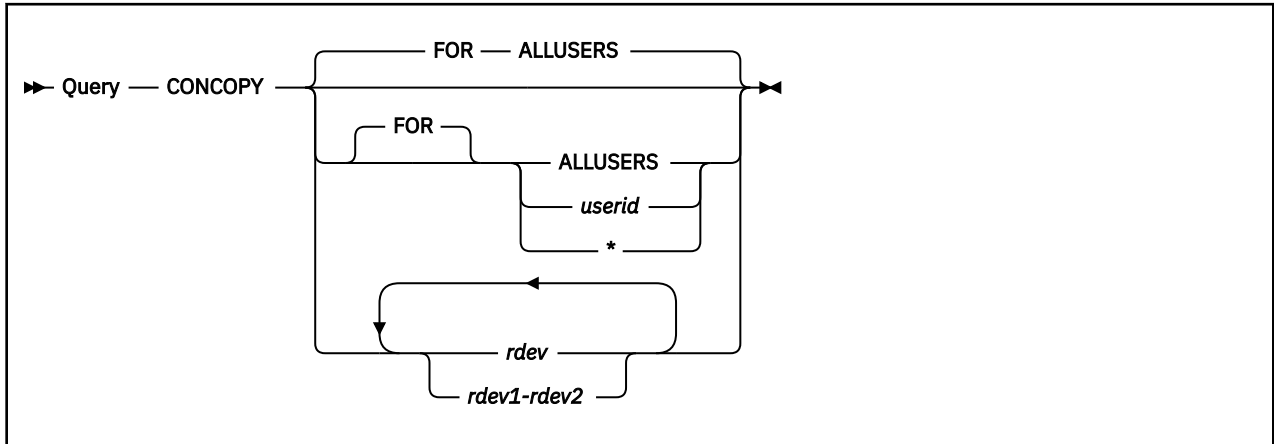 FOR ALLUSERS
Query CONCOPY
FOR
ALLUSERS
userid
*
rdev
rdev1-rdev2